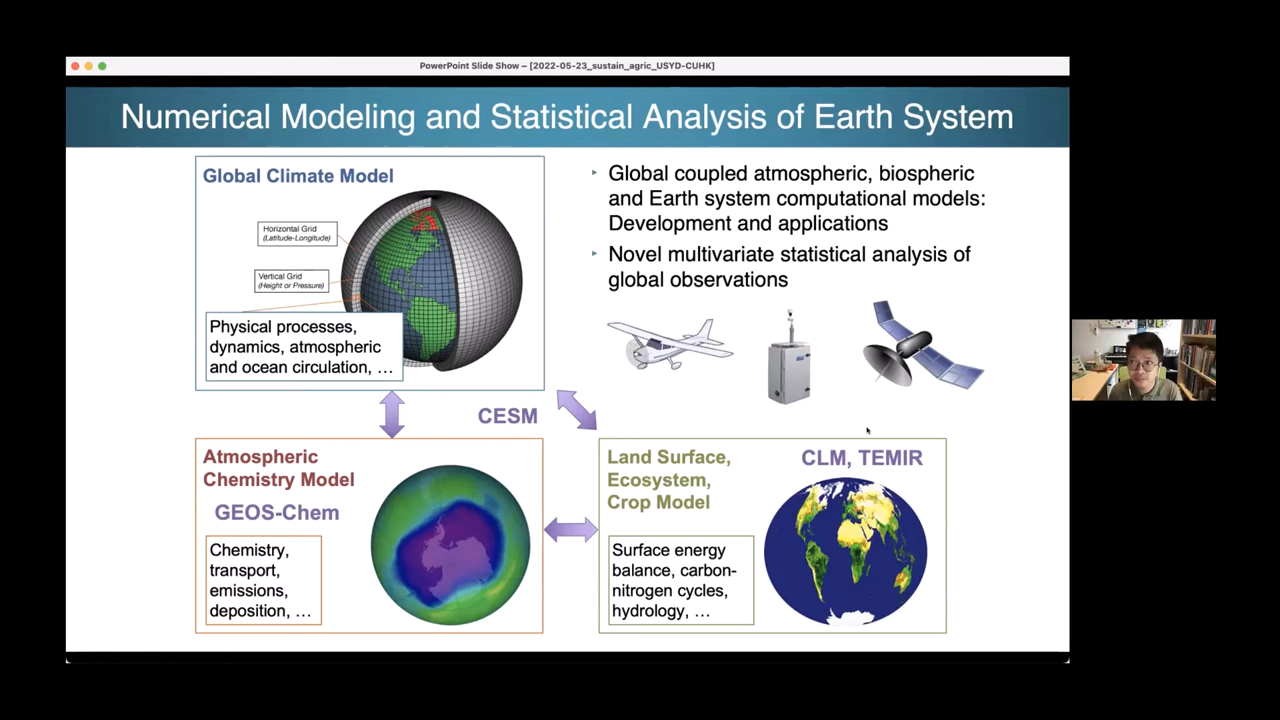 PowerPoint Slide Show – [2022-05-23_sustain_agric_USYD-CUHK]
Numerical Modeling and Statistical Analysis of Earth System
Global Climate Model
Horizontal Grid
(Latitude-Longitude)
Vertical Grid
(Height or Pressure)
Physical processes,
dynamics, atmospheric
and ocean circulation, …
Global coupled atmospheric, biospheric
and Earth system computational models:
Development and applications
Novel multivariate statistical analysis of
global observations
CESM
Atmospheric
Chemistry Model
GEOS-Chem
Chemistry,
transport,
emissions,
deposition, …
Land Surface,
Ecosystem,
Crop Model
CLM, TEMIR
Surface energy
balance, carbon-
nitrogen cycles,
hydrology, …